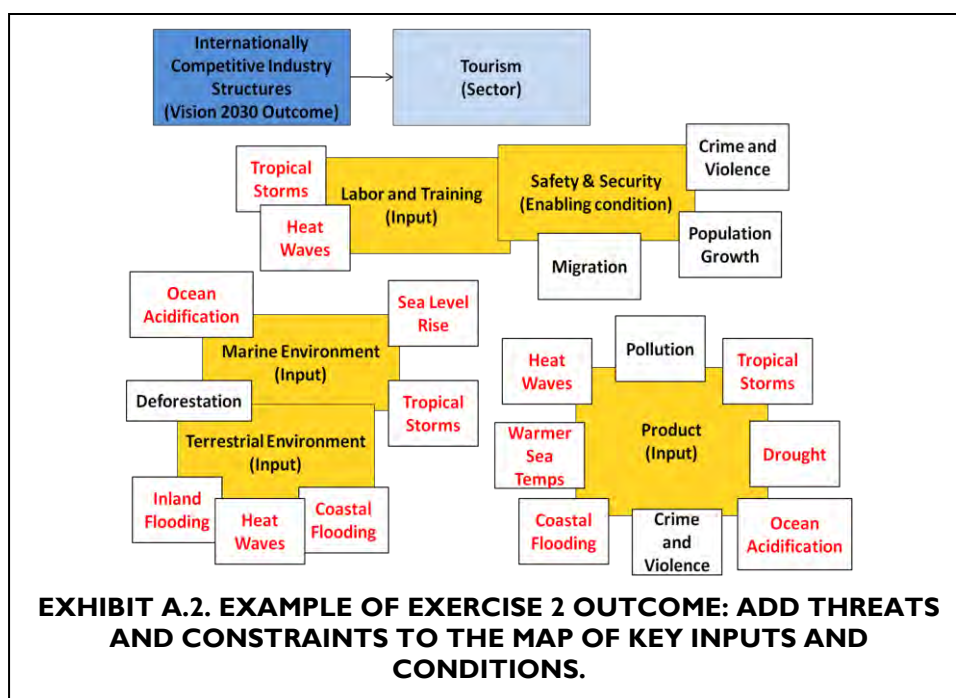 Internationally
Competitive Industry
Structures
(Vision 2030 Outcome)
Tourism
(Sector)
Tropical
Storms
Heat
Waves
Labor and Training
(Input)
Safety & Security
(Enabling condition)
Crime and
Violence
Population
Growth
Migration
Ocean
Acidification
Sea Level
Rise
Marine Environment
(Input)
Deforestation
Tropical
Storms
Terrestrial Environment
(Input)
Inland
Flooding
Heat
Waves
Coastal
Flooding
Heat
Waves
Pollution
Tropical
Storms
Warmer
Sea
Temps
Product
(Input)
Drought
Coastal
Flooding
Crime
and
Violence
Ocean
Acidification
EXHIBIT A.2. EXAMPLE OF EXERCISE 2 OUTCOME: ADD THREATS
AND CONSTRAINTS TO THE MAP OF KEY INPUTS AND
CONDITIONS.